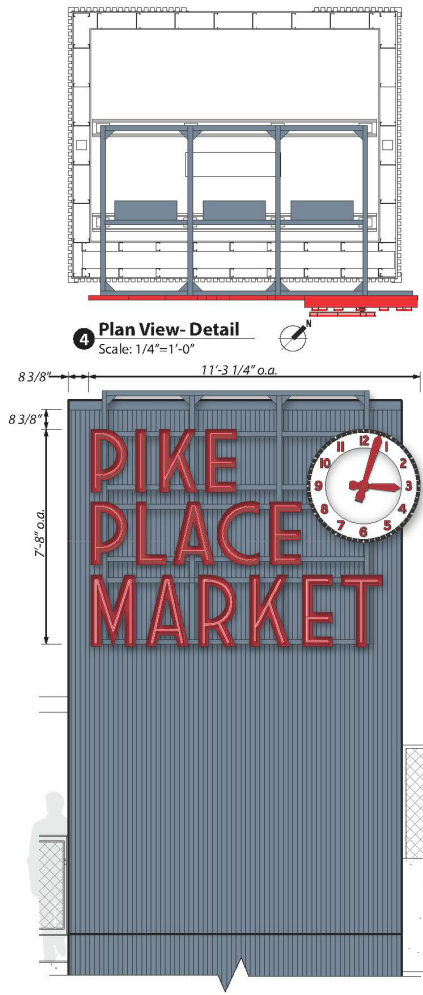 4 Plan View- Detail
Scale: 1/4"=1'-0"
N
8 3/8"
11'-3 1/4" o.a.
8 3/8"
7'-8" o.a.
PIKE
PLACE
MARKET
12
1
2
3
4
5
6
7
8
9
10
11